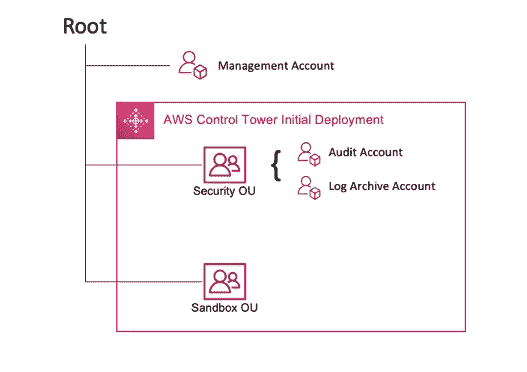 Root
Management Account
AWS Control Tower Initial Deployment
Audit Account
Security OU
Log Archive Account
Sandbox OU